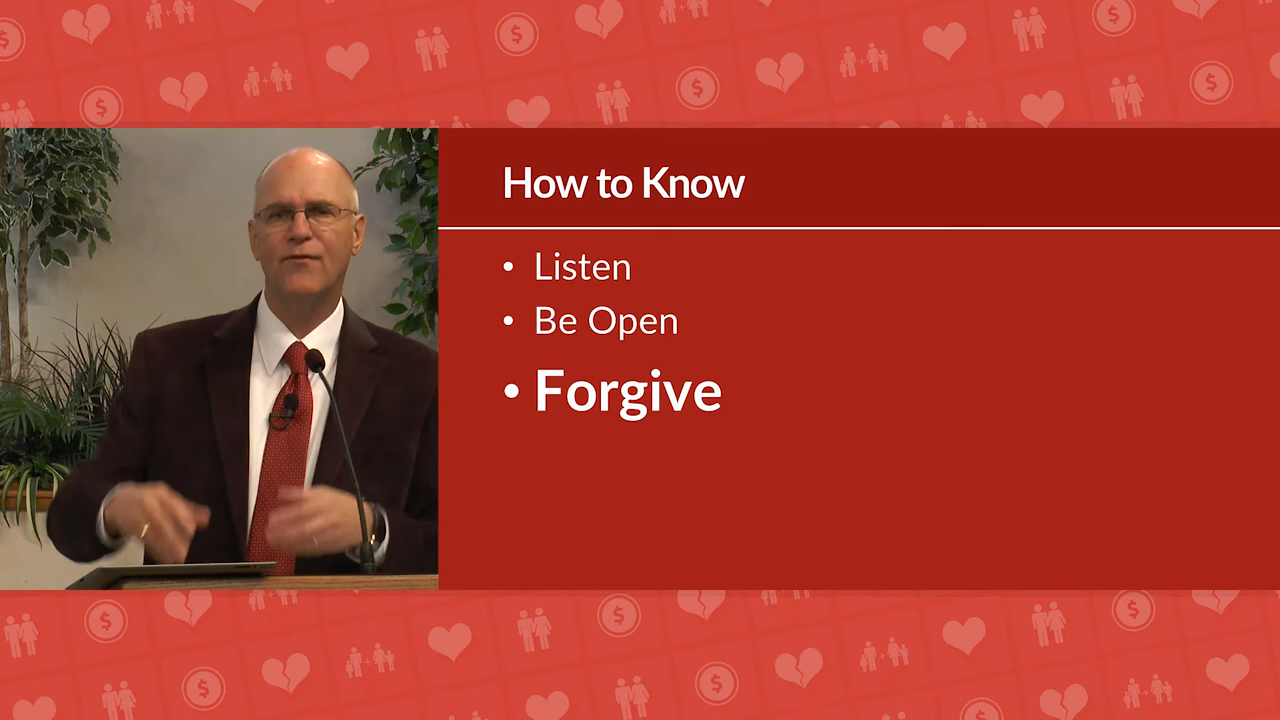 How to Know
• Listen
• Be Open
• Forgive